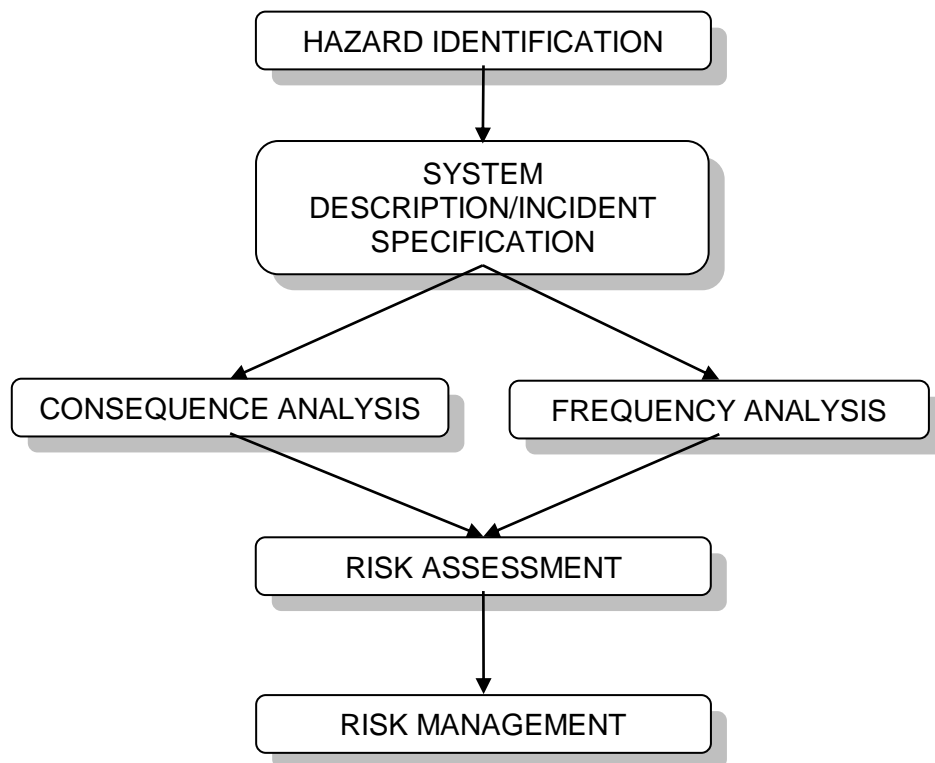 HAZARD IDENTIFICATION
SYSTEM
DESCRIPTION/INCIDENT
SPECIFICATION
CONSEQUENCE ANALYSIS
FREQUENCY ANALYSIS
RISK ASSESSMENT
RISK MANAGEMENT